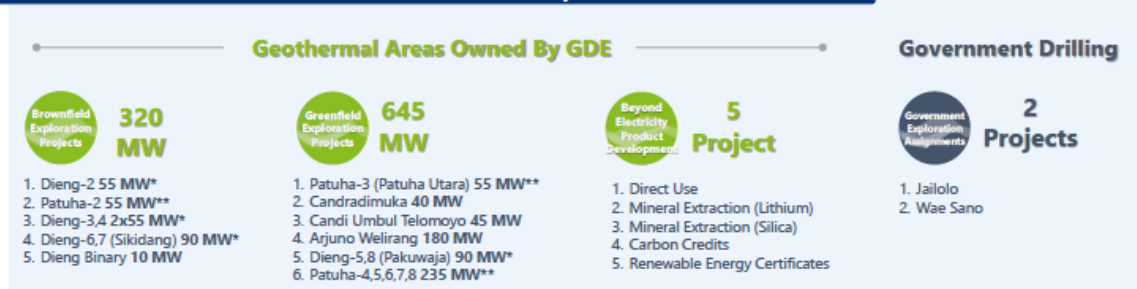 Geothermal Areas Owned By GDE
Brownfield
Exploration
Projects
320
MW
1. Dieng-2 55 MW*
2. Patuha-2 55 MW**
3. Dieng-3,4 2x55 MW*
4. Dieng-6,7 (Sikidang) 90 MW*
5. Dieng Binary 10 MW
Greenfield
Exploration
Projects
645
MW
1. Patuha-3 (Patuha Utara) 55 MW**
2. Candradimuka 40 MW
3. Candi Umbul Telomoyo 45 MW
4. Arjuno Welirang 180 MW
5. Dieng-5,8 (Pakuwaja) 90 MW*
6. Patuha-4,5,6,7,8 235 MW**
Beyond
Electricity
Product
Development
5
Project
1. Direct Use
2. Mineral Extraction (Lithium)
3. Mineral Extraction (Silica)
4. Carbon Credits
5. Renewable Energy Certificates
Government Drilling
Government
Exploration
Assignments
2
Projects
1. Jailolo
2. Wae Sano